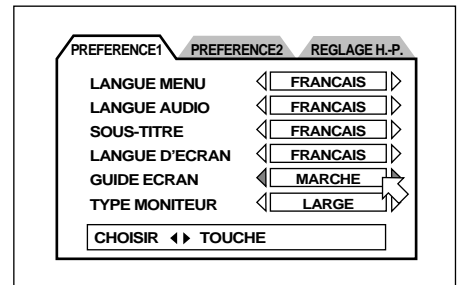 PREFERENCE1 PREFERENCE2 REGLAGE H.-P.
LANGUE MENU FRANCAIS
LANGUE AUDIO FRANCAIS
SOUS-TITRE FRANCAIS
LANGUE D'ECRAN FRANCAIS
GUIDE ECRAN MARCHE
TYPE MONITEUR LARGE
CHOISIR TOUCHE